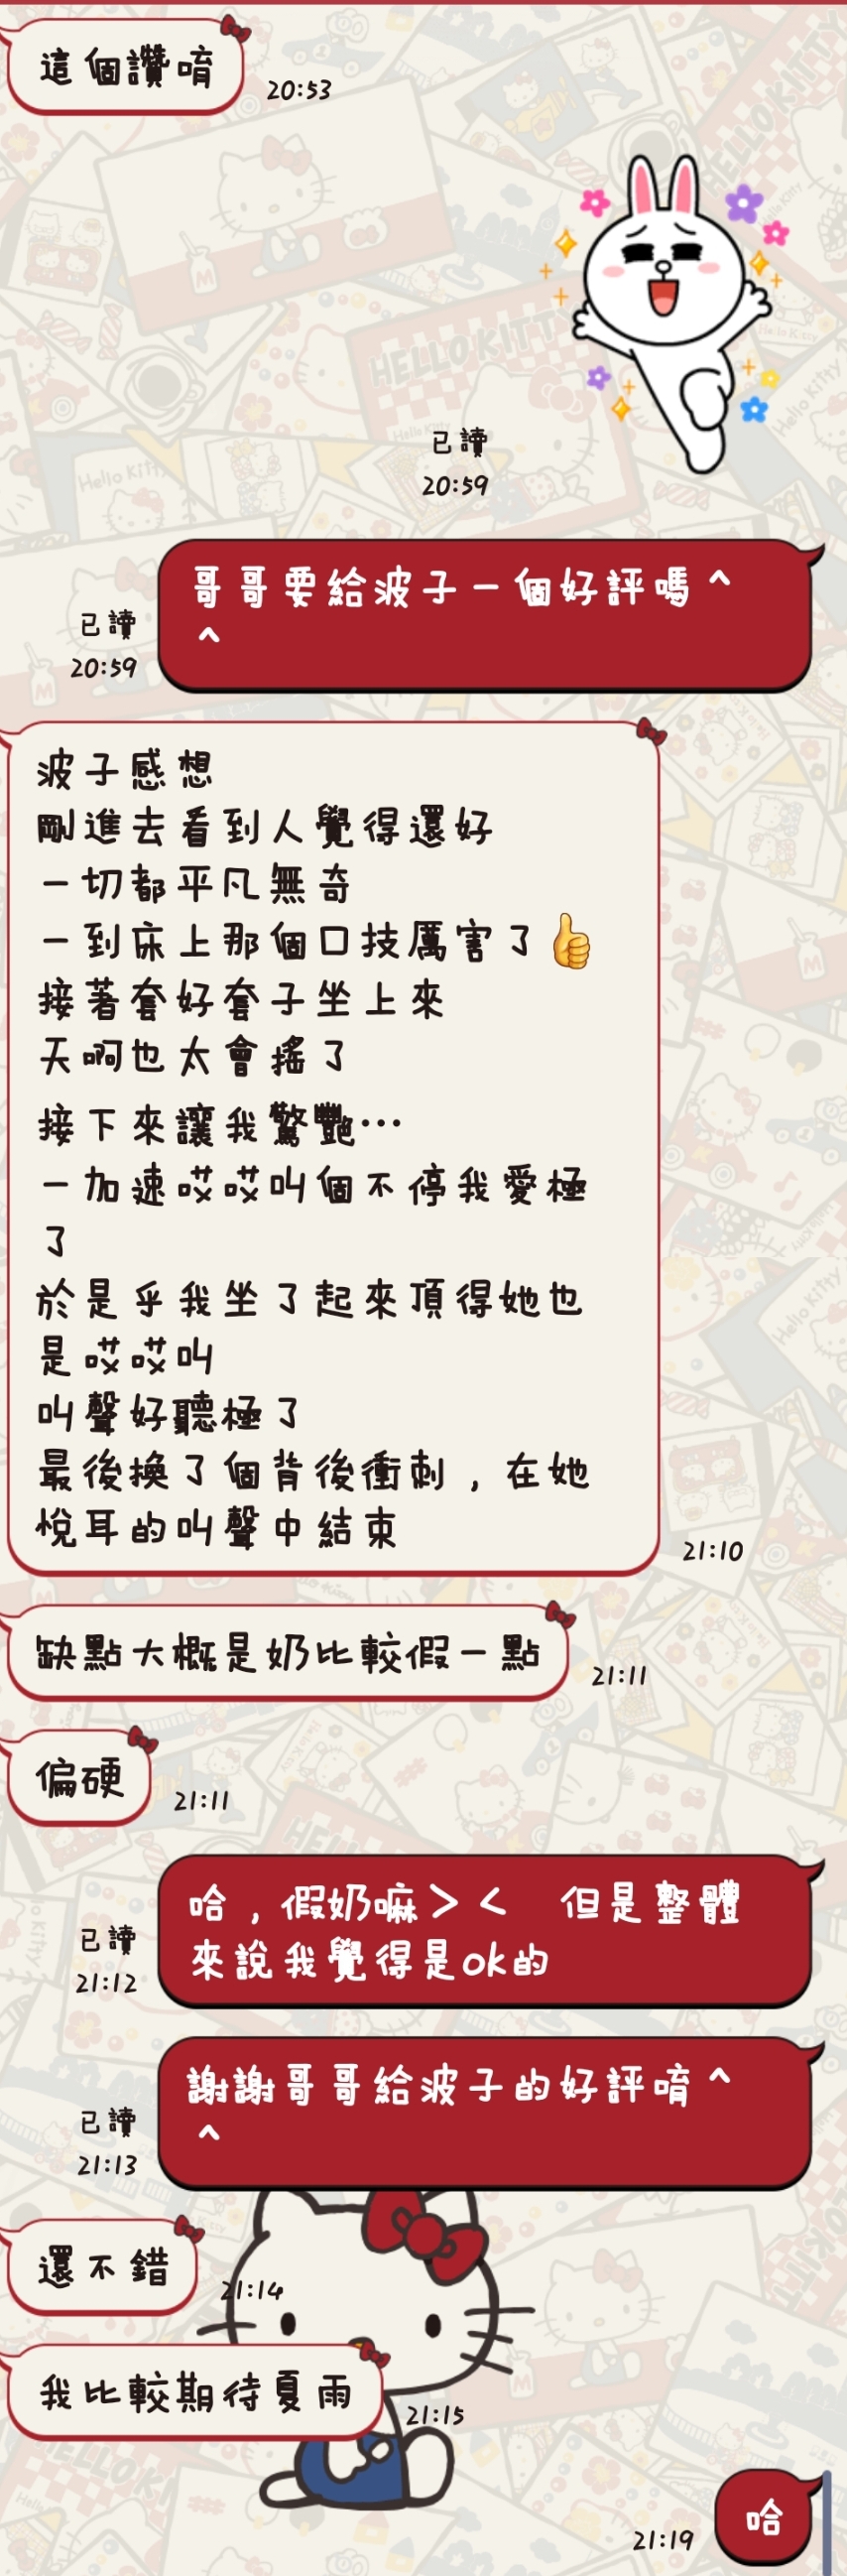 這個讚唷
20:53
已讀
20:59
哥哥要給波子一個好評嗎^
^
已讀
20:59
波子感想
剛進去看到人覺得還好
一切都平凡無奇
一到床上那個口技厲害了👍
接著套好套子坐上來
天啊也太會搖了
接下來讓我驚艷…
一加速哎哎叫個不停我愛極
了
於是乎我坐了起來頂得她也
是哎哎叫
叫聲好聽極了
最後換了個背後衝刺，在她
悅耳的叫聲中結束
21:10
缺點大概是奶比較假一點
21:11
偏硬
21:11
哈，假奶嘛＞＜　但是整體
來說我覺得是ok的
已讀
21:12
謝謝哥哥給波子的好評唷^
^
已讀
21:13
還不錯
21:14
我比較期待夏雨
21:15
哈
21:19